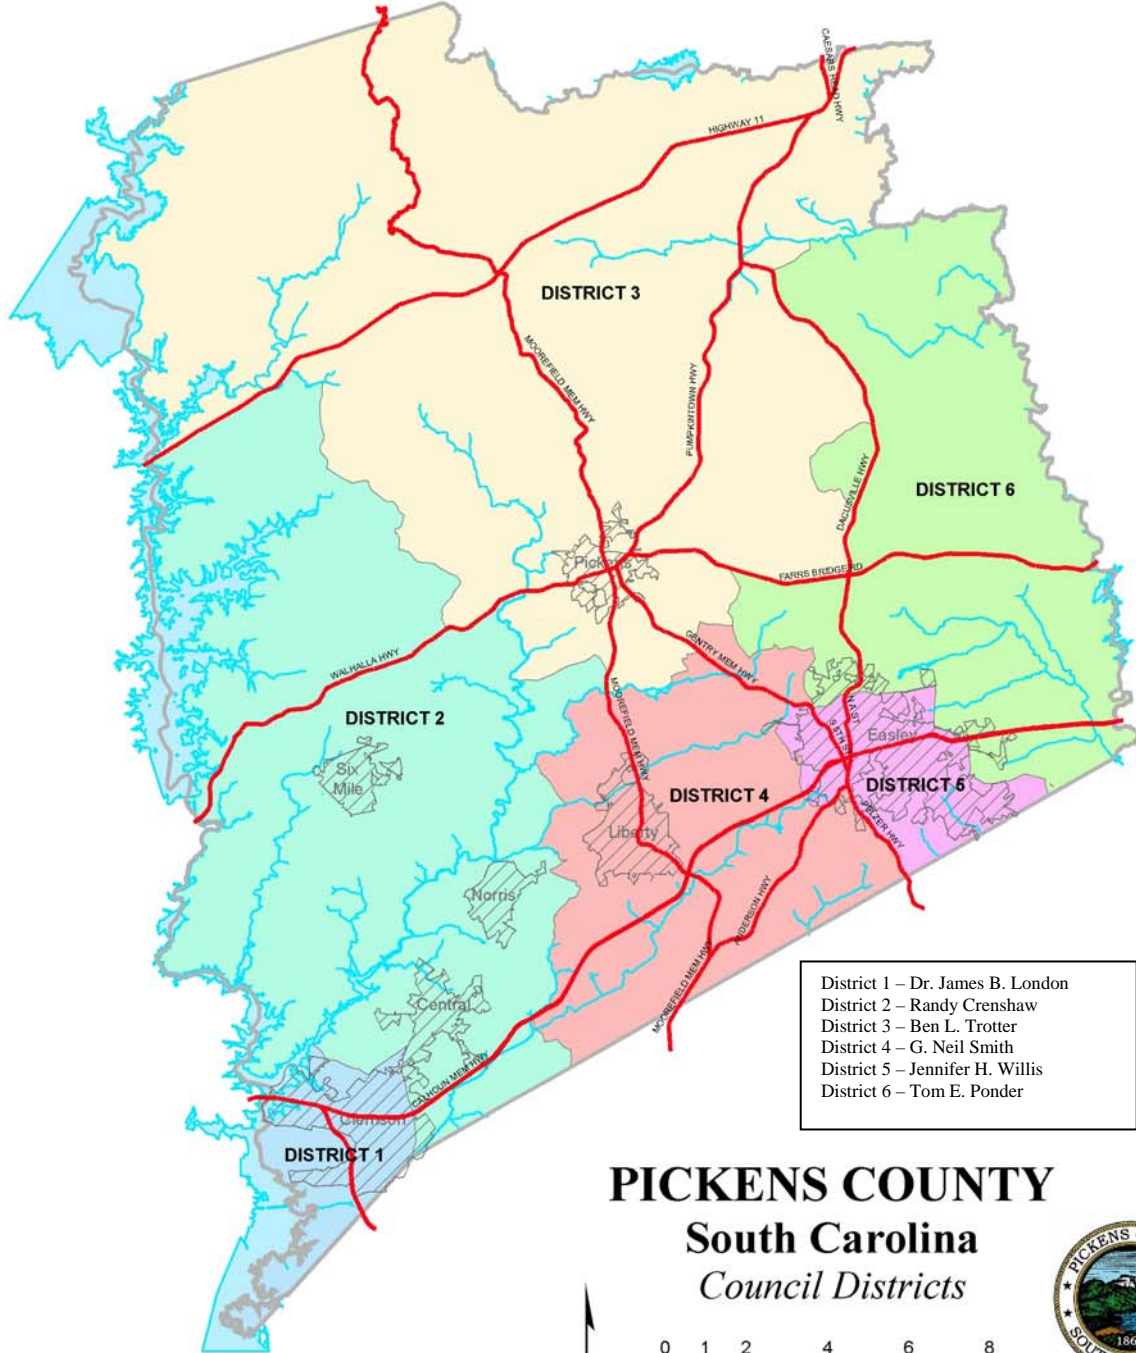 CAESARS HEAD HWY
HIGHWAY 11
DISTRICT 3
MOOREFIELD MEM HWY
PUMPKINTOWN HWY
DACUSVILLE HWY
DISTRICT 6
Pickens
FARRS BRIDGE RD
GENTRY MEM HWY
WALHALLA HWY
MOOREFIELD MEM HWY
DISTRICT 2
N A ST
S 5TH ST
Easley
Six
Mile
DISTRICT 4
DISTRICT 5
PELZER HWY
Liberty
Norris
ANDERSON HWY
MOOREFIELD MEM HWY
Central
CALHOUN MEM HWY
Clemson
DISTRICT 1
District 1 – Dr. James B. London
District 2 – Randy Crenshaw
District 3 – Ben L. Trotter
District 4 – G. Neil Smith
District 5 – Jennifer H. Willis
District 6 – Tom E. Ponder
PICKENS COUNTY
South Carolina
Council Districts
PICKENS
0 1 2 4 6 8